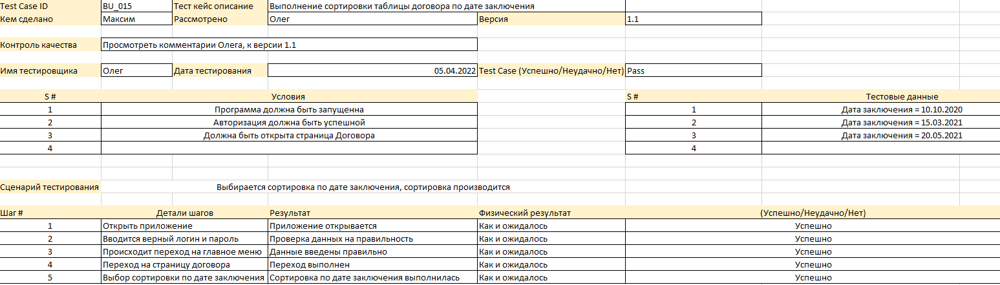 Test Case ID BU_015 Тест кейс описание Выполнение сортировки таблицы договора по дате заключения
Кем сделано Максим Рассмотрено Олег Версия 1.1
Контроль качества Просмотреть комментарии Олега, к версии 1.1
Имя тестировщика Олег Дата тестирования 05.04.2022 Test Case (Успешно/Неудачно/Нет) Pass
S # Условия S # Тестовые данные
1 Программа должна быть запущенна 1 Дата заключения = 10.10.2020
2 Авторизация должна быть успешной 2 Дата заключения = 15.03.2021
3 Должна быть открыта страница Договора 3 Дата заключения = 20.05.2021
4 4
Сценарий тестирования Выбирается сортировка по дате заключения, сортировка производится
Шаг # Детали шагов Результат Физический результат (Успешно/Неудачно/Нет)
1 Открыть приложение Приложение открывается Как и ожидалось Успешно
2 Вводится верный логин и пароль Проверка данных на правильность Как и ожидалось Успешно
3 Происходит переход на главное меню Данные введены правильно Как и ожидалось Успешно
4 Переход на страницу договора Переход выполнен Как и ожидалось Успешно
5 Выбор сортировки по дате заключения Сортировка по дате заключения выполнилась Как и ожидалось Успешно